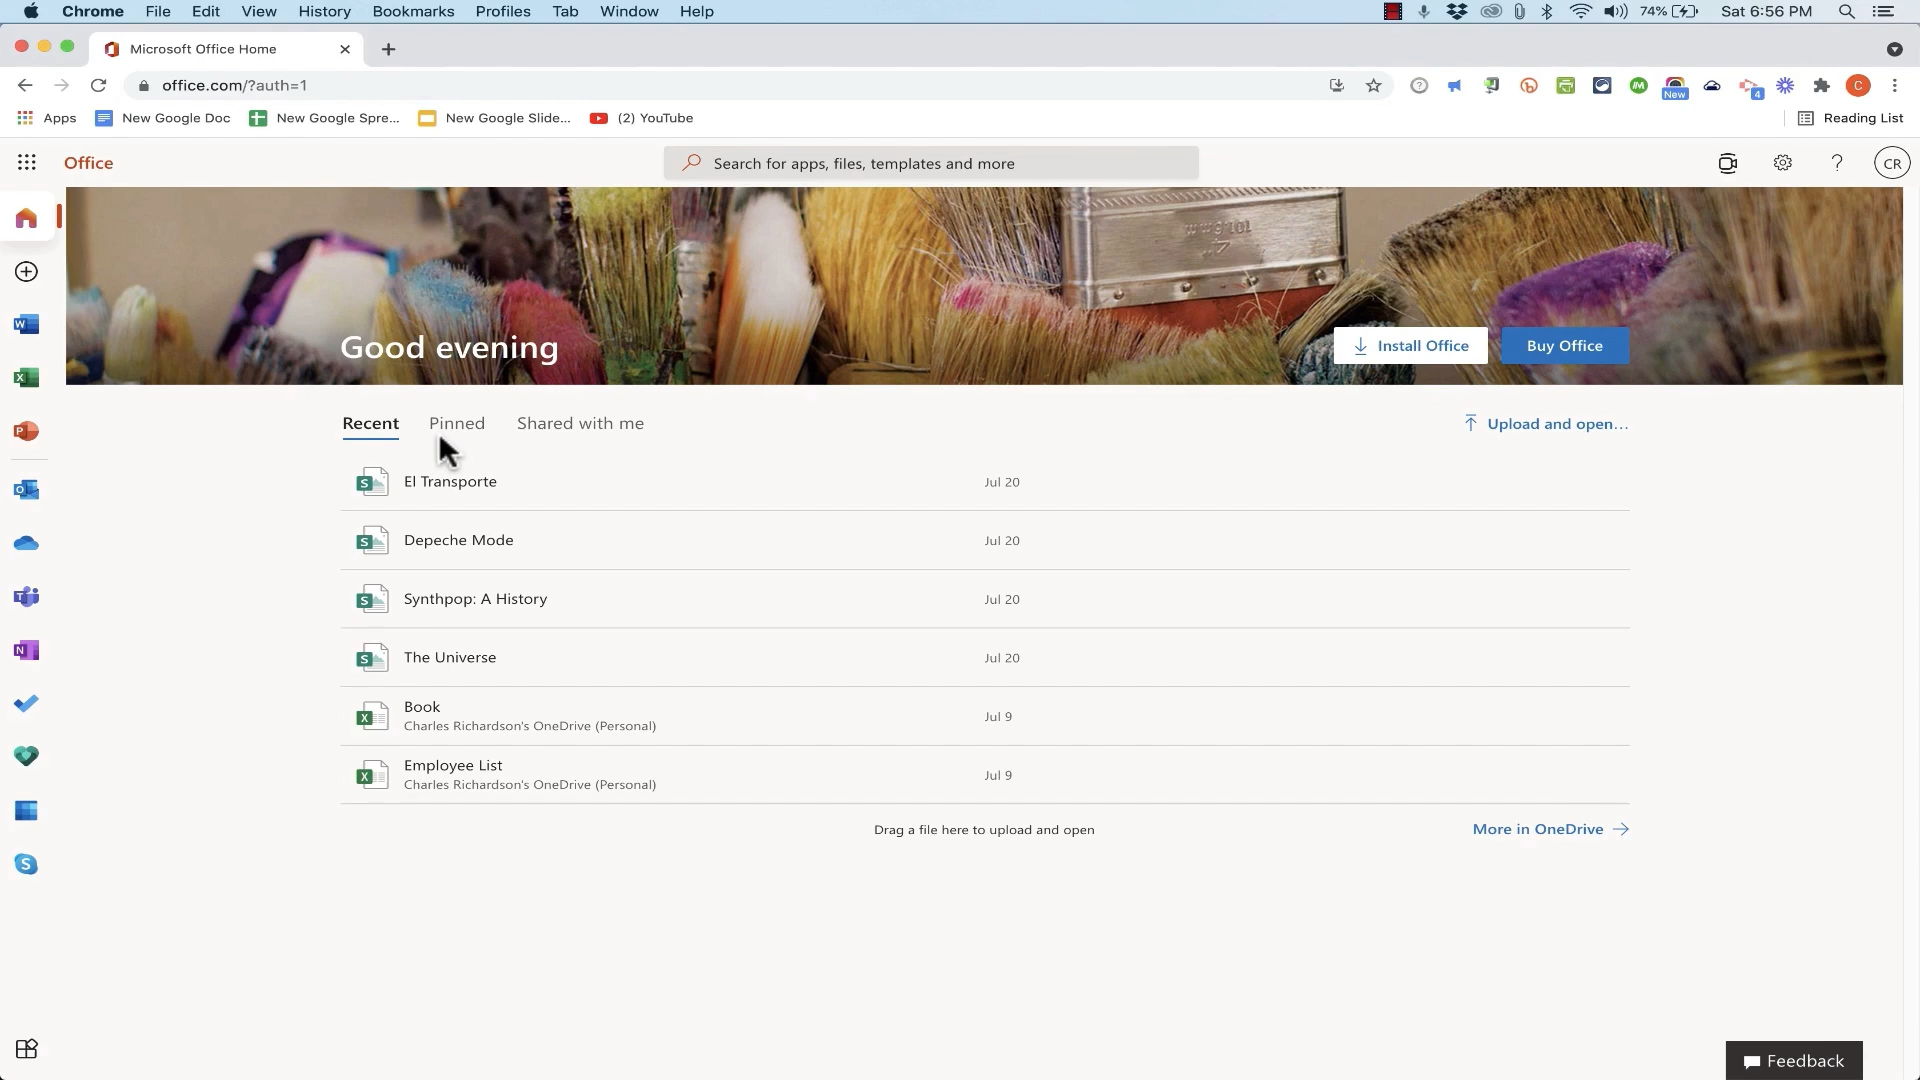 Chrome File Edit View History Bookmarks Profiles Tab Window Help 74% Sat 6:56 PM
Microsoft Office Home
office.com/?auth=1
New
4
C
Apps New Google Doc New Google Spre... New Google Slide... (2) YouTube Reading List
Office Search for apps, files, templates and more ? CR
Good evening
Install Office Buy Office
Recent Pinned Shared with me Upload and open...
El Transporte Jul 20
Depeche Mode Jul 20
Synthpop: A History Jul 20
The Universe Jul 20
Book
Charles Richardson's OneDrive (Personal) Jul 9
Employee List
Charles Richardson's OneDrive (Personal) Jul 9
Drag a file here to upload and open More in OneDrive
Feedback